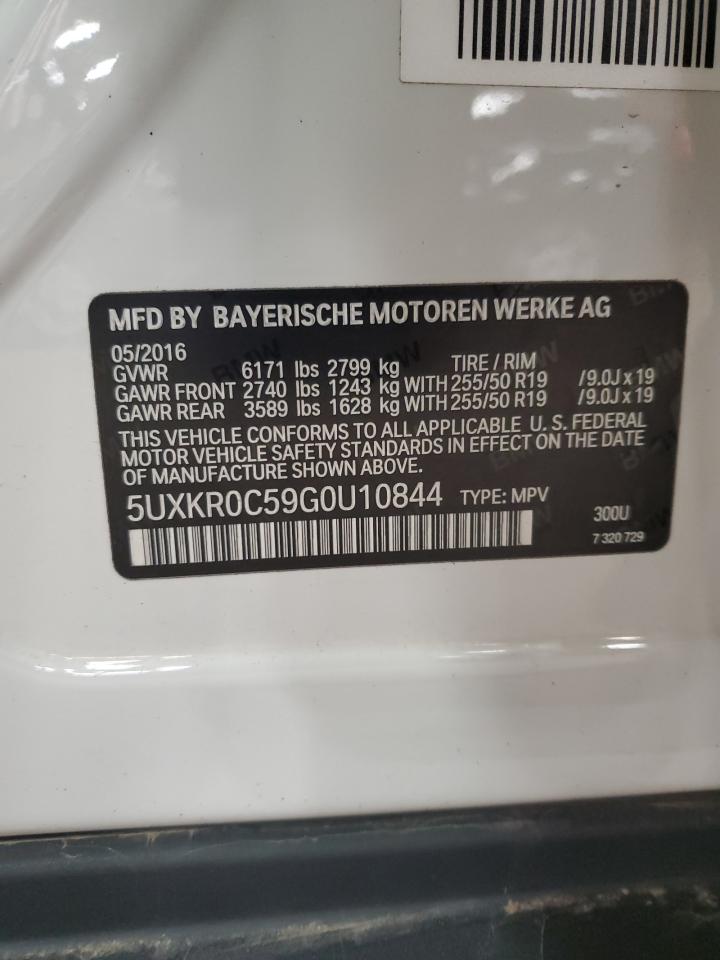 MFD BY BAYERISCHE MOTOREN WERKE AG
05/2016
GVWR 6171 lbs 2799 kg TIRE / RIM
GAWR FRONT 2740 lbs 1243 kg WITH 255/50 R19 /9.0J x 19
GAWR REAR 3589 lbs 1628 kg WITH 255/50 R19 /9.0J x 19
THIS VEHICLE CONFORMS TO ALL APPLICABLE U. S. FEDERAL
MOTOR VEHICLE SAFETY STANDARDS IN EFFECT ON THE DATE
OF MANUFACTURE SHOWN ABOVE.
5UXKR0C59G0U10844 TYPE: MPV
300U
7 320 729